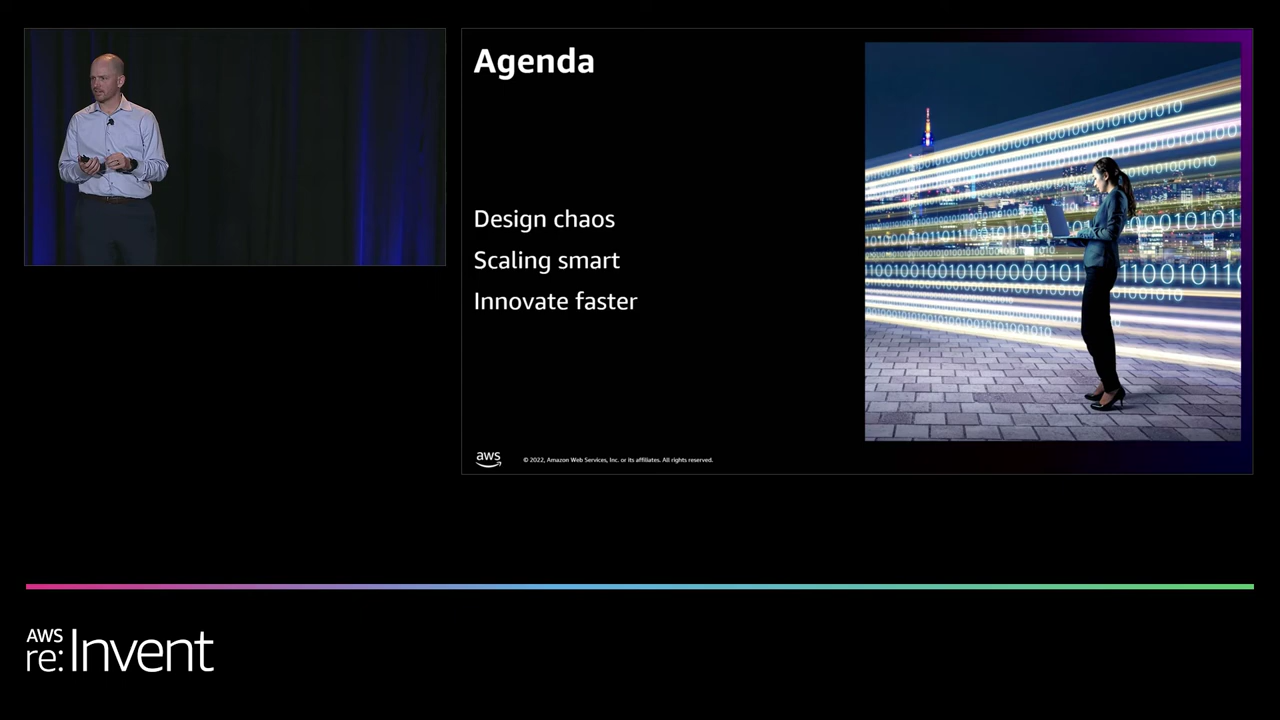 Agenda
Design chaos
Scaling smart
Innovate faster
aws
© 2022, Amazon Web Services, Inc. or its affiliates. All rights reserved.
AWS
re:Invent